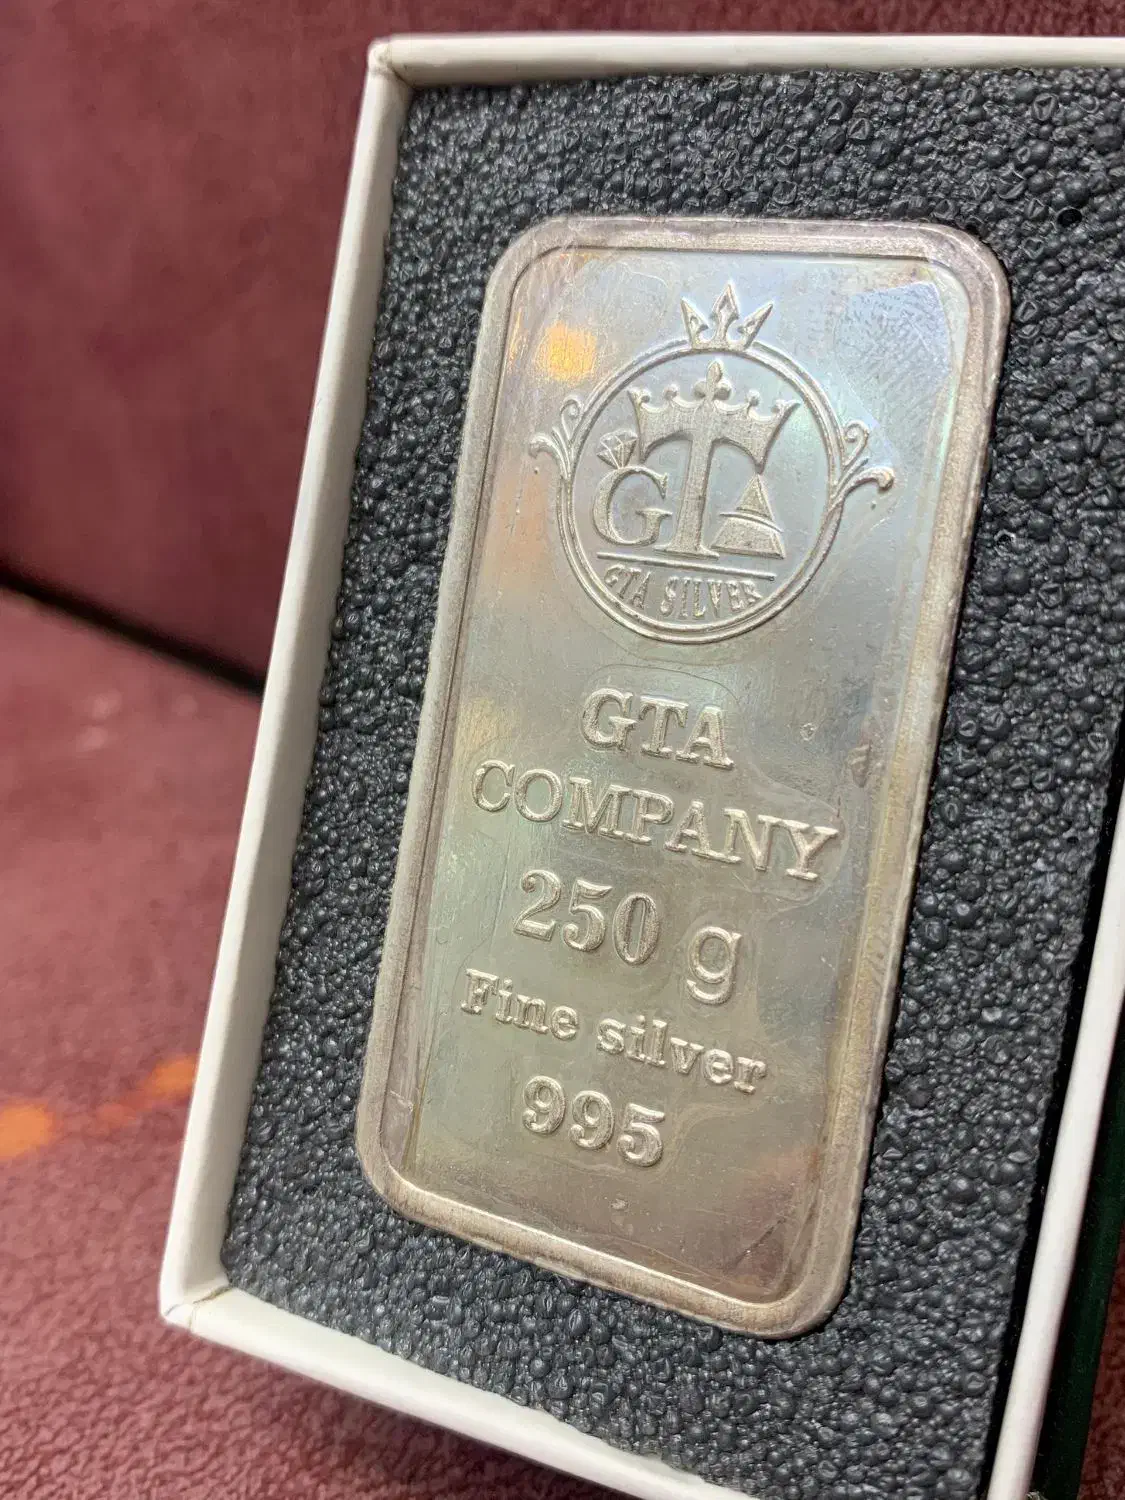 GTA
GTA SILVER
GTA
COMPANY
250 g
Fine silver
995